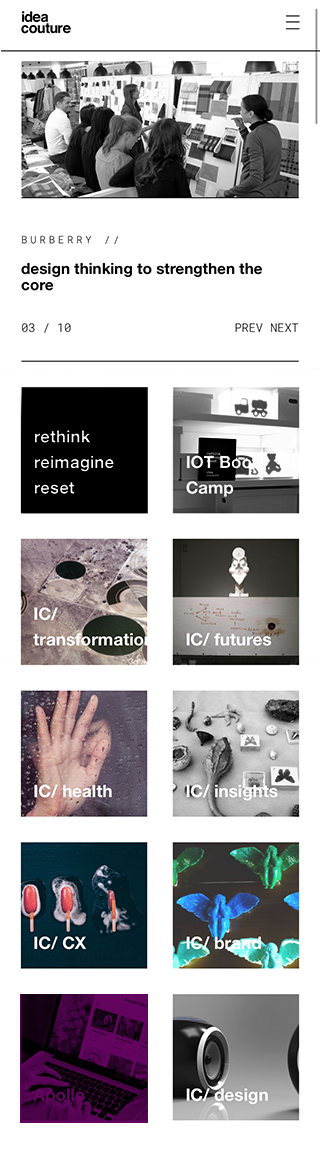 idea
couture
BURBERRY //
design thinking to strengthen the
core
03 / 10
PREV NEXT
rethink
reimagine
reset
IOT Boo
Camp
IC/
transformation
IC/ futures
IC/ health
IC/ insights
IC/ CX
IC/ brand
Apollo
IC/ design